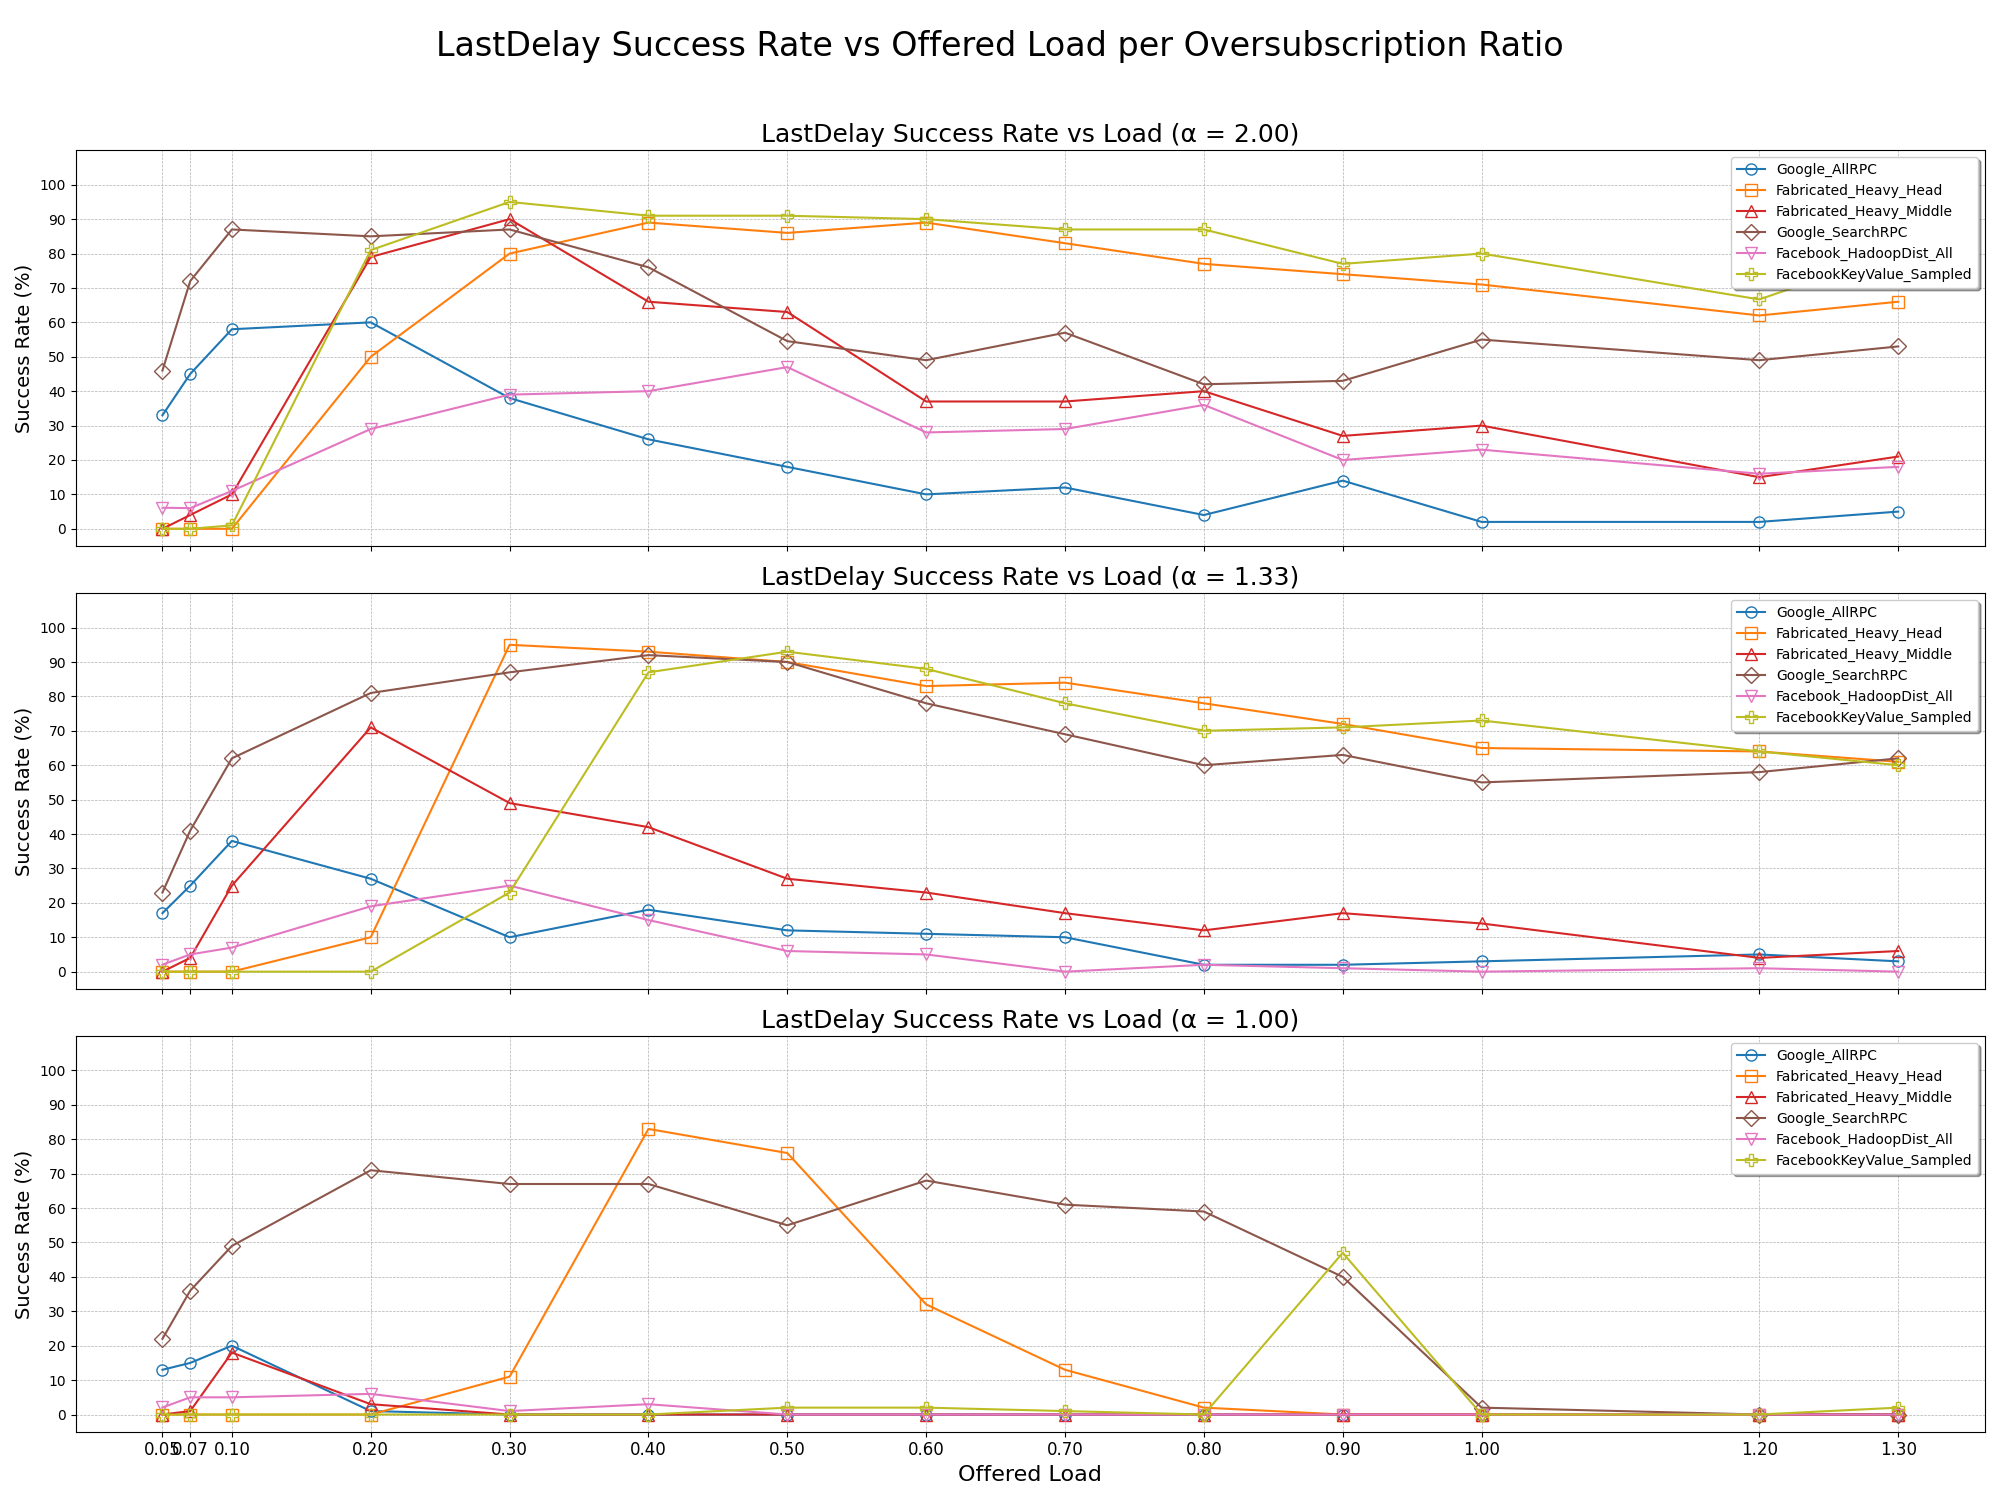 LastDelay Success Rate vs Offered Load per Oversubscription Ratio
LastDelay Success Rate vs Load (α = 2.00)
Success Rate (%)
100
90
80
70
60
50
40
30
20
10
0
Google_AllRPC
Fabricated_Heavy_Head
Fabricated_Heavy_Middle
Google_SearchRPC
Facebook_HadoopDist_All
FacebookKeyValue_Sampled
LastDelay Success Rate vs Load (α = 1.33)
Success Rate (%)
100
90
80
70
60
50
40
30
20
10
0
Google_AllRPC
Fabricated_Heavy_Head
Fabricated_Heavy_Middle
Google_SearchRPC
Facebook_HadoopDist_All
FacebookKeyValue_Sampled
LastDelay Success Rate vs Load (α = 1.00)
Success Rate (%)
100
90
80
70
60
50
40
30
20
10
0
Google_AllRPC
Fabricated_Heavy_Head
Fabricated_Heavy_Middle
Google_SearchRPC
Facebook_HadoopDist_All
FacebookKeyValue_Sampled
0.05 0.07 0.10 0.20 0.30 0.40 0.50 0.60 0.70 0.80 0.90 1.00 1.20 1.30
Offered Load